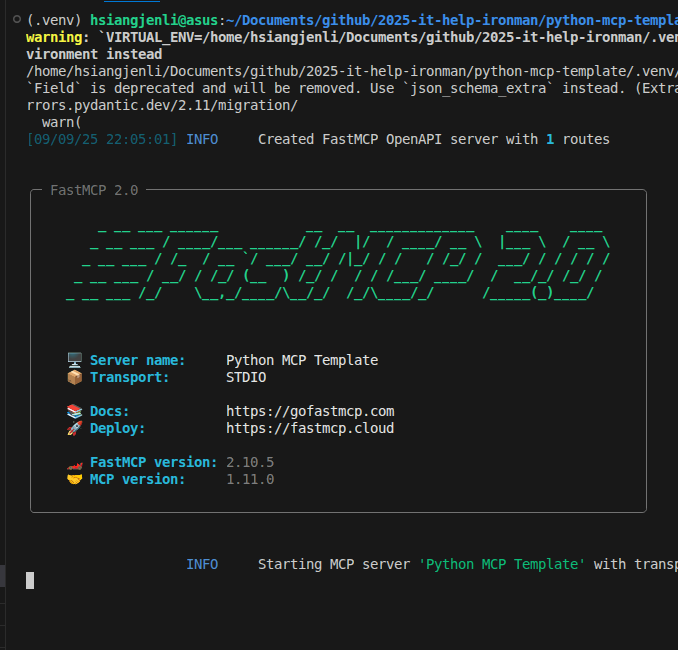 (.venv) hsiangjenli@asus:~/Documents/github/2025-it-help-ironman/python-mcp-templa
warning: `VIRTUAL_ENV=/home/hsiangjenli/Documents/github/2025-it-help-ironman/.ven
vironment instead
/home/hsiangjenli/Documents/github/2025-it-help-ironman/python-mcp-template/.venv/
`Field` is deprecated and will be removed. Use `json_schema_extra` instead. (Extra
rrors.pydantic.dev/2.11/migration/
warn(
[09/09/25 22:05:01] INFO Created FastMCP OpenAPI server with 1 routes
FastMCP 2.0
FastMCP 2.0
🖥️ Server name: Python MCP Template
📦 Transport: STDIO
📚 Docs: https://gofastmcp.com
🚀 Deploy: https://fastmcp.cloud
🏎️ FastMCP version: 2.10.5
🤝 MCP version: 1.11.0
INFO Starting MCP server 'Python MCP Template' with transp